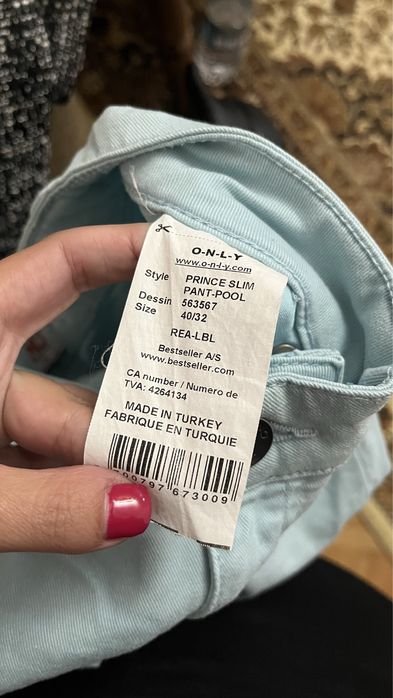 O-N-L-Y
www.o-n-l-y.com
Style PRINCE SLIM
PANT-POOL
Dessin 563567
Size 40/32
REA-LBL
Bestseller A/S
www.bestseller.com
CA number / Numero de
TVA: 4264134
MADE IN TURKEY
FABRIQUE EN TURQUIE
673009